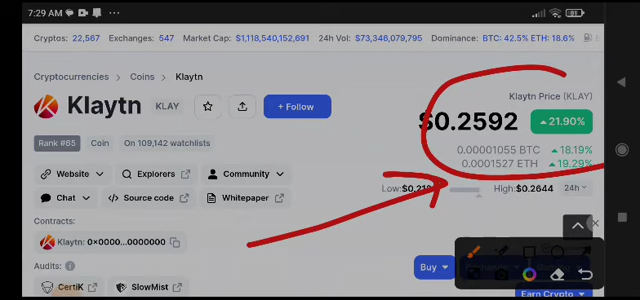 7:29 AM
Cryptos: 22,567 Exchanges: 547 Market Cap: $1,118,540,152,691 24h Vol: $73,346,079,795 Dominance: BTC: 42.5% ETH: 18.6%
Cryptocurrencies > Coins > Klaytn
Klaytn KLAY
+ Follow
Rank #65 Coin On 109,142 watchlists
Website Explorers Community
Chat </> Source code Whitepaper
Contracts:
Klaytn: 0x0000...0000000
Audits:
CertiK SlowMist
Klaytn Price (KLAY)
$0.2592 21.90%
0.00001055 BTC 18.19%
0.0001527 ETH 19.29%
Low: High: $0.2644 24h
Buy
Earn Crypto